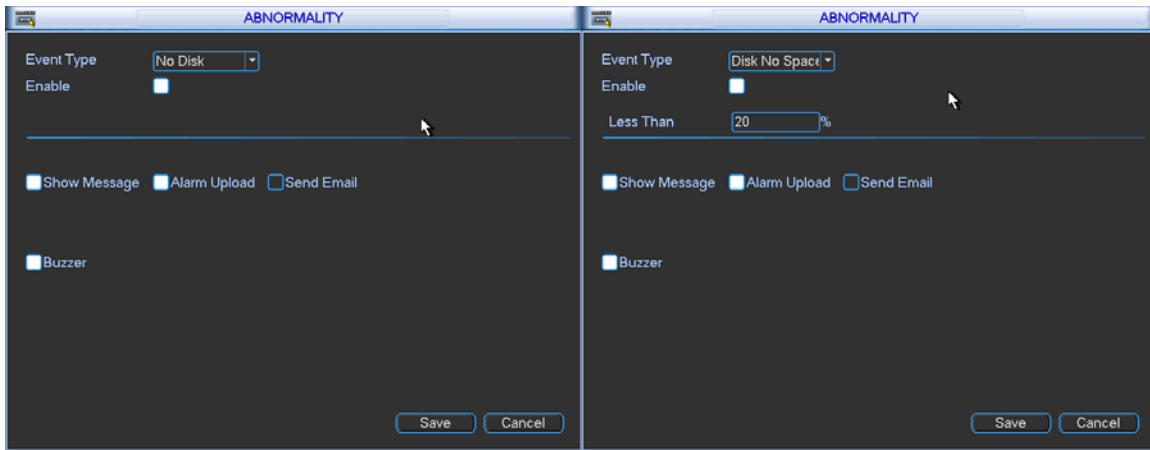 ABNORMALITY
Event Type No Disk
Enable
Show Message Alarm Upload Send Email
Buzzer
Save Cancel
ABNORMALITY
Event Type Disk No Space
Enable
Less Than 20 %
Show Message Alarm Upload Send Email
Buzzer
Save Cancel